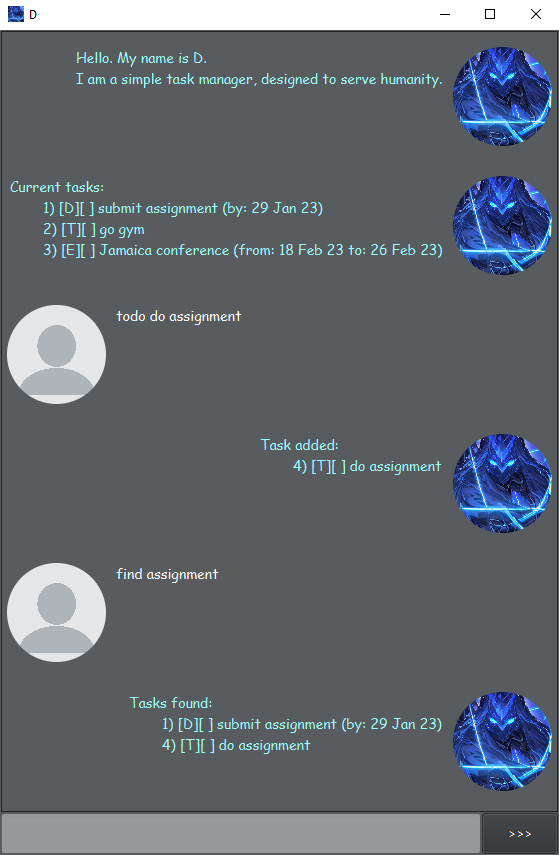 D
Hello. My name is D.
I am a simple task manager, designed to serve humanity.
Current tasks:
1) [D][ ] submit assignment (by: 29 Jan 23)
2) [T][ ] go gym
3) [E][ ] Jamaica conference (from: 18 Feb 23 to: 26 Feb 23)
todo do assignment
Task added:
4) [T][ ] do assignment
find assignment
Tasks found:
1) [D][ ] submit assignment (by: 29 Jan 23)
4) [T][ ] do assignment
>>>